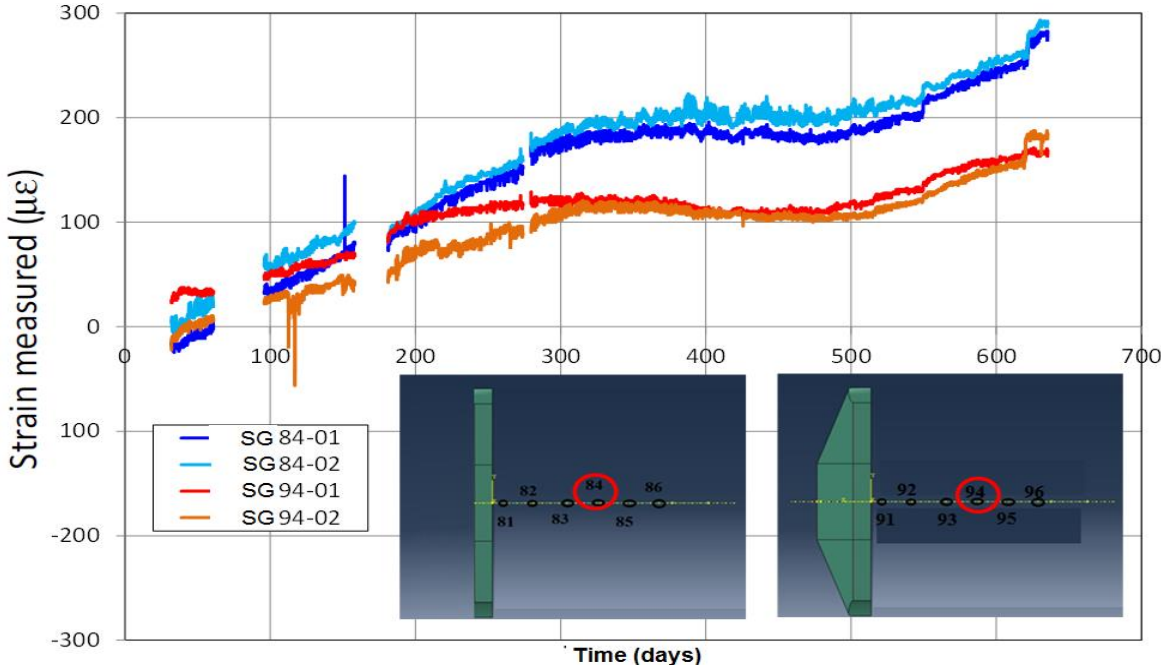 300
200
100
0
100
-200
-300
0 100 200 300 400 500 600 700
Strain measured (με)
Time (days)
SG 84-01
SG 84-02
SG 94-01
SG 94-02
82 84 86
81 83 85
92 94 96
91 93 95